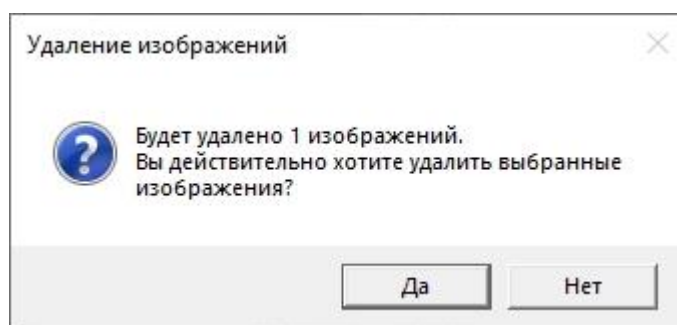 Удаление изображений
Будет удалено 1 изображений.
Вы действительно хотите удалить выбранные
изображения?
Да
Нет